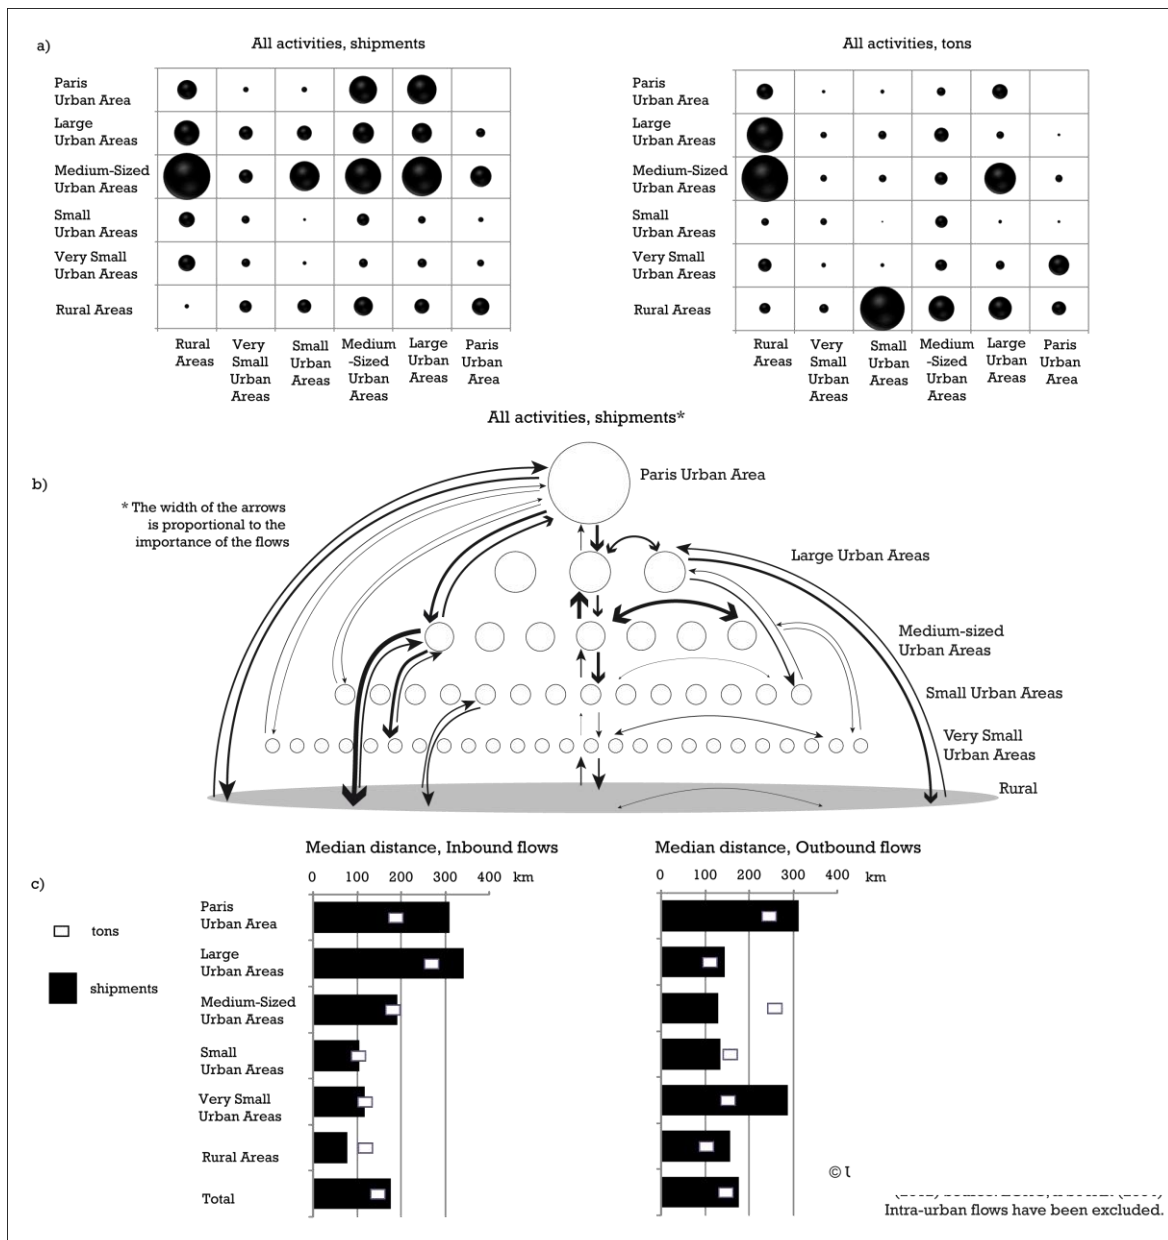 a)
All activities, shipments
Paris
Urban Area
Large
Urban Areas
Medium-Sized
Urban Areas
Small
Urban Areas
Very Small
Urban Areas
Rural Areas
Rural
Areas
Very
Small
Urban
Areas
Small
Urban
Areas
Medium
-Sized
Urban
Areas
Large
Urban
Areas
Paris
Urban
Area
All activities, tons
Paris
Urban Area
Large
Urban Areas
Medium-Sized
Urban Areas
Small
Urban Areas
Very Small
Urban Areas
Rural Areas
Rural
Areas
Very
Small
Urban
Areas
Small
Urban
Areas
Medium
-Sized
Urban
Areas
Large
Urban
Areas
Paris
Urban
Area
All activities, shipments*
b)
* The width of the arrows
is proportional to the
importance of the flows
Paris Urban Area
Large Urban Areas
Medium-sized
Urban Areas
Small Urban Areas
Very Small
Urban Areas
Rural
c)
tons
shipments
Median distance, Inbound flows
0 100 200 300 400 km
Paris
Urban Area
Large
Urban Areas
Medium-Sized
Urban Areas
Small
Urban Areas
Very Small
Urban Areas
Rural Areas
Total
Median distance, Outbound flows
0 100 200 300 400 km
©
Intra-urban flows have been excluded.